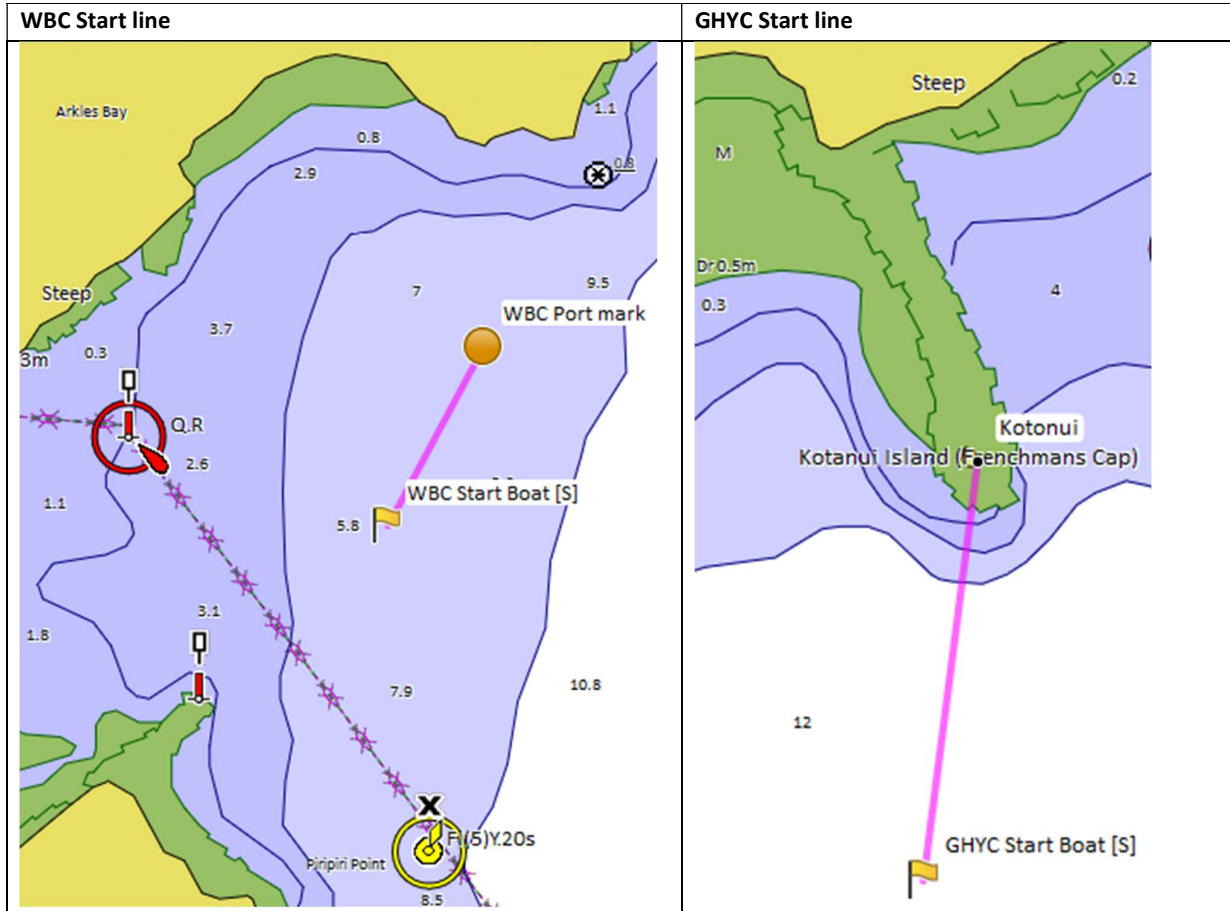 WBC Start line
GHYC Start line
Arkles Bay
1.1
0.8
0.8
2.9
Steep
7
9.5
WBC Port mark
3.7
3m
0.3
Q.R
2.6
WBC Start Boat [S]
1.1
5.8
3.1
1.8
7.9
10.8
X
Fl(5)Y.20s
Piripiri Point
8.5
Steep
0.2
M
Dr 0.5m
0.3
4
Kotonui
Kotanui Island (Frenchmans Cap)
12
GHYC Start Boat [S]